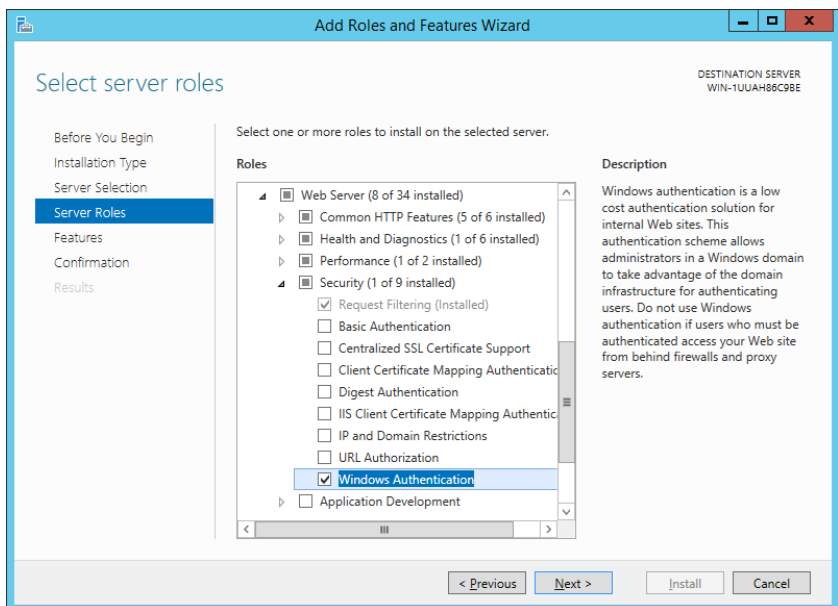 Add Roles and Features Wizard
Select server roles
DESTINATION SERVER
WIN-1UUAH86C9BE
Before You Begin
Installation Type
Server Selection
Server Roles
Features
Confirmation
Results
Select one or more roles to install on the selected server.
Roles
Web Server (8 of 34 installed)
Common HTTP Features (5 of 6 installed)
Health and Diagnostics (1 of 6 installed)
Performance (1 of 2 installed)
Security (1 of 9 installed)
Request Filtering (Installed)
Basic Authentication
Centralized SSL Certificate Support
Client Certificate Mapping Authenticatic
Digest Authentication
IIS Client Certificate Mapping Authentic
IP and Domain Restrictions
URL Authorization
Windows Authentication
Application Development
Description
Windows authentication is a low
cost authentication solution for
internal Web sites. This
authentication scheme allows
administrators in a Windows domain
to take advantage of the domain
infrastructure for authenticating
users. Do not use Windows
authentication if users who must be
authenticated access your Web site
from behind firewalls and proxy
servers.
< Previous
Next >
Install
Cancel